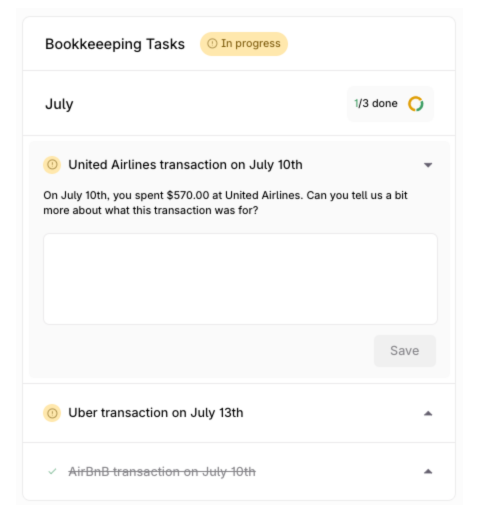 Bookkeeeping Tasks
In progress
July
1/3 done
United Airlines transaction on July 10th
On July 10th, you spent $570.00 at United Airlines. Can you tell us a bit
more about what this transaction was for?
Save
Uber transaction on July 13th
AirBnB transaction on July 10th